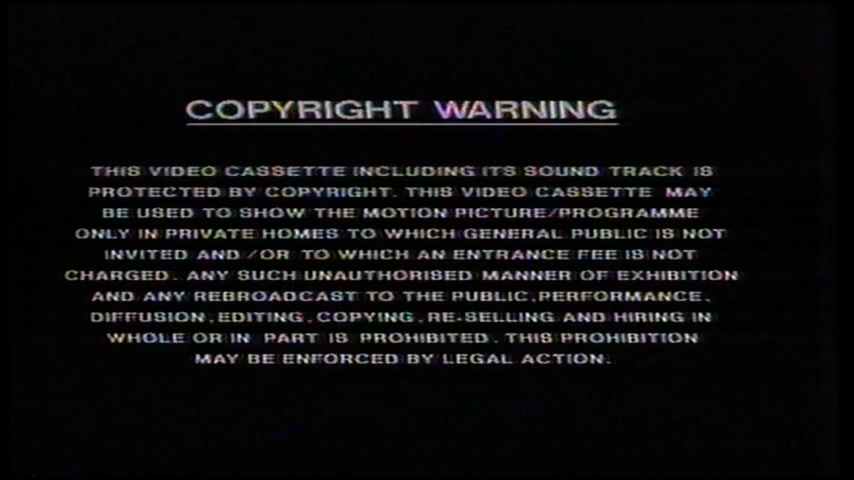 COPYRIGHT WARNING
THIS VIDEO CASSETTE INCLUDING ITS SOUND TRACK IS
PROTECTED BY COPYRIGHT. THIS VIDEO CASSETTE MAY
BE USED TO SHOW THE MOTION PICTURE/PROGRAMME
ONLY IN PRIVATE HOMES TO WHICH GENERAL PUBLIC IS NOT
INVITED AND/OR TO WHICH AN ENTRANCE FEE IS NOT
CHARGED. ANY SUCH UNAUTHORISED MANNER OF EXHIBITION
AND ANY REBROADCAST TO THE PUBLIC,PERFORMANCE,
DIFFUSION,EDITING,COPYING,RE-SELLING AND HIRING IN
WHOLE OR IN PART IS PROHIBITED. THIS PROHIBITION
MAY BE ENFORCED BY LEGAL ACTION.